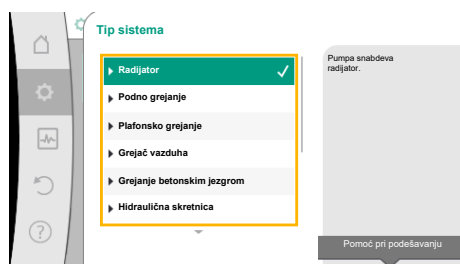 Tip sistema
Radijator
Podno grejanje
Plafonsko grejanje
Grejač vazduha
Grejanje betonskim jezgrom
Hidraulična skretnica
Pumpa snabdeva
radijator.
Pomoć pri podešavanju